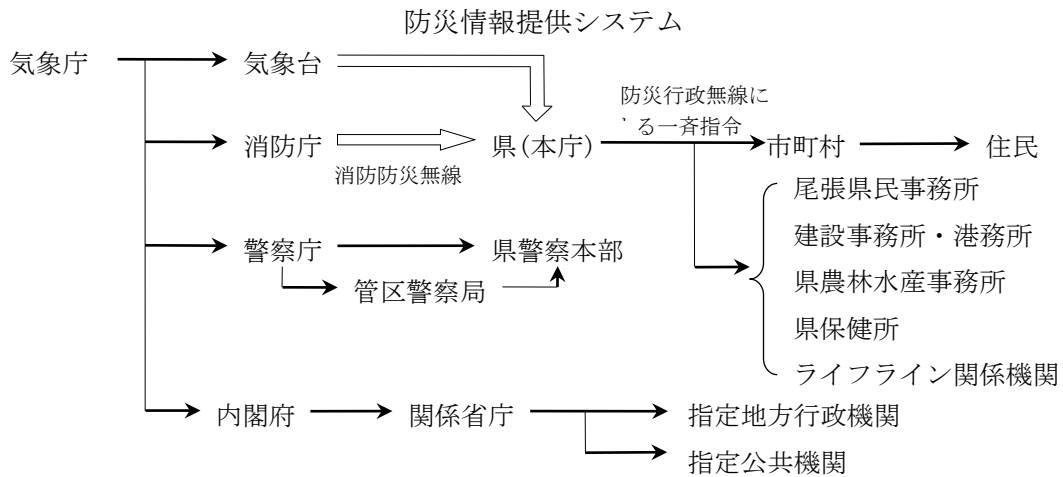 防災情報提供システム
気象庁
気象台
防災行政無線に
る一斉指令
消防庁
県(本庁)
市町村
住民
消防防災無線
尾張県民事務所
建設事務所・港務所
警察庁
県警察本部
県農林水産事務所
管区警察局
県保健所
ライフライン関係機関
内閣府
関係省庁
指定地方行政機関
指定公共機関